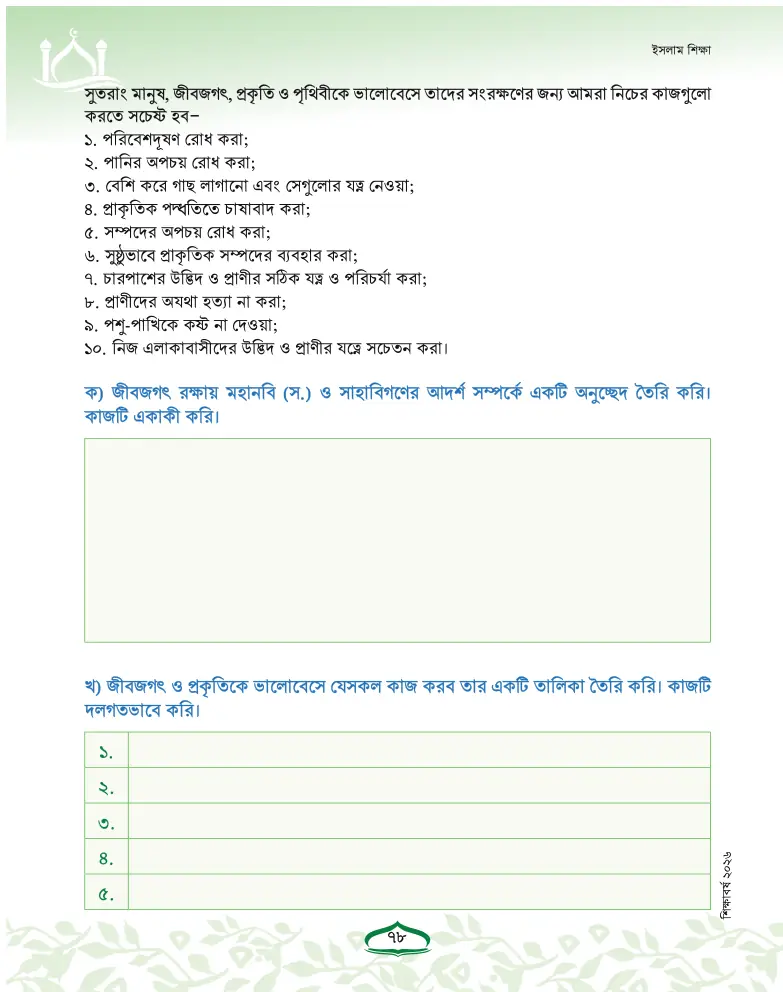 ইসলাম শিক্ষা
সুতরাং মানুষ, জীবজগৎ, প্রকৃতি ও পৃথিবীকে ভালোবেসে তাদের সংরক্ষণের জন্য আমরা নিচের কাজগুলো
করতে সচেষ্ট হব–
১. পরিবেশদূষণ রোধ করা;
২. পানির অপচয় রোধ করা;
৩. বেশি করে গাছ লাগানো এবং সেগুলোর যত্ন নেওয়া;
৪. প্রাকৃতিক পদ্ধতিতে চাষাবাদ করা;
৫. সম্পদের অপচয় রোধ করা;
৬. সুষ্ঠুভাবে প্রাকৃতিক সম্পদের ব্যবহার করা;
৭. চারপাশের উদ্ভিদ ও প্রাণীর সঠিক যত্ন ও পরিচর্যা করা;
৮. প্রাণীদের অযথা হত্যা না করা;
৯. পশু-পাখিকে কষ্ট না দেওয়া;
১০. নিজ এলাকাবাসীদের উদ্ভিদ ও প্রাণীর যত্নে সচেতন করা।
ক) জীবজগৎ রক্ষায় মহানবি (স.) ও সাহাবিগণের আদর্শ সম্পর্কে একটি অনুচ্ছেদ তৈরি করি।
কাজটি একাকী করি।
খ) জীবজগৎ ও প্রকৃতিকে ভালোবেসে যেসকল কাজ করব তার একটি তালিকা তৈরি করি। কাজটি
দলগতভাবে করি।
১.
২.
৩.
৪.
৫.
শিক্ষাবর্ষ ২০২৬
৭৮